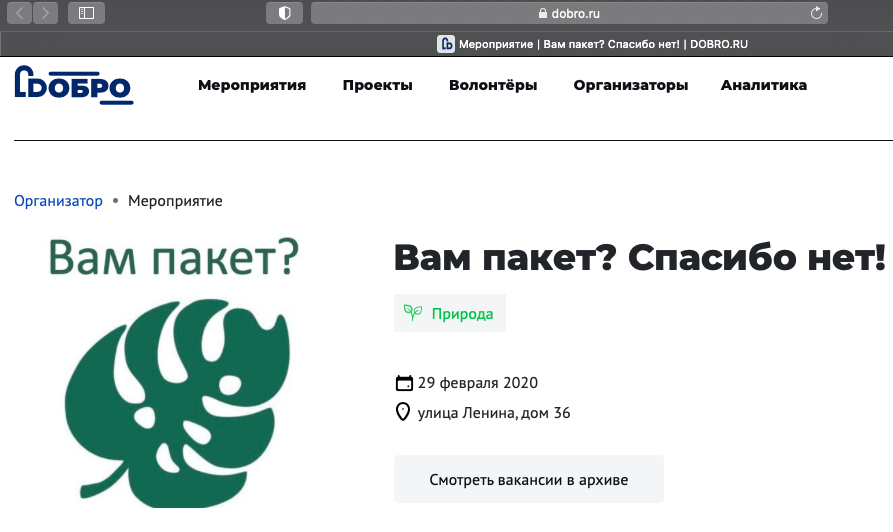 dobro.ru
Мероприятие | Вам пакет? Спасибо нет! | DOBRO.RU
ДОБРО
Мероприятия Проекты Волонтёры Организаторы Аналитика
Организатор • Мероприятие
Вам пакет?
Вам пакет? Спасибо нет!
Природа
29 февраля 2020
улица Ленина, дом 36
Смотреть вакансии в архиве